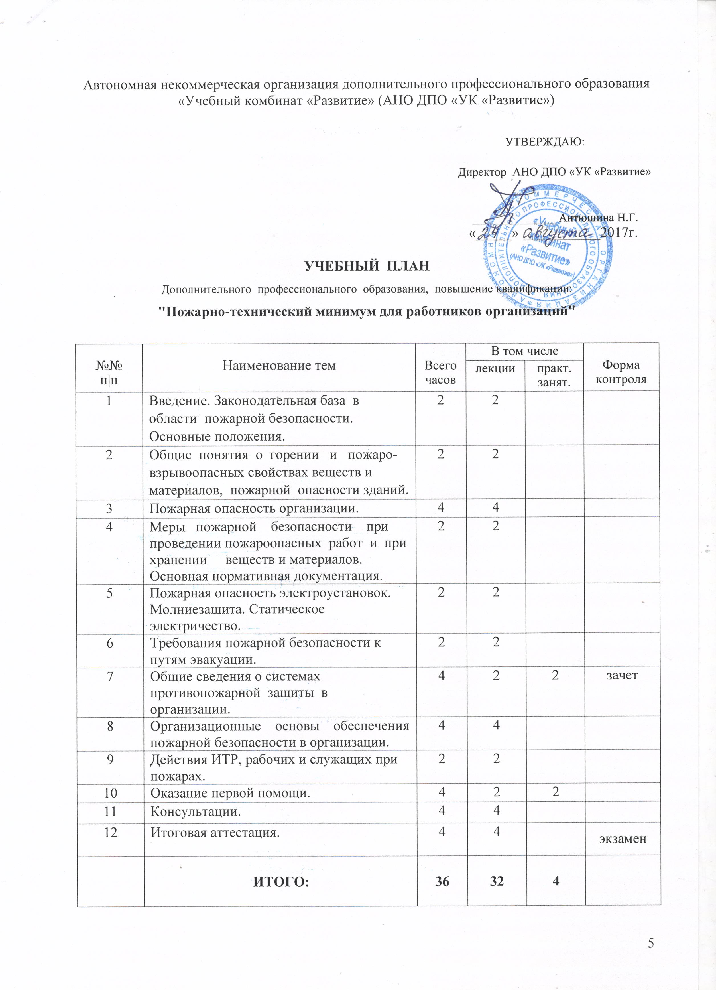 Автономная некоммерческая организация дополнительного профессионального образования
«Учебный комбинат «Развитие» (АНО ДПО «УК «Развитие»)
УТВЕРЖДАЮ:
Директор АНО ДПО «УК «Развитие»
Антюшина Н.Г.
«24» августа 2017г.
«Учебный
комбинат
«Развитие»
(АНО ДПО «УК «Развитие»)
УЧЕБНЫЙ ПЛАН
Дополнительного профессионального образования, повышение квалификации:
"Пожарно-технический минимум для работников организаций"
№№ п|п Наименование тем Всего часов В том числе Форма контроля
лекции практ. занят.
1 Введение. Законодательная база в 2 2
области пожарной безопасности.
Основные положения.
2 Общие понятия о горении и пожаро- 2 2
взрывоопасных свойствах веществ и
материалов, пожарной опасности зданий.
3 Пожарная опасность организации. 4 4
4 Меры пожарной безопасности при 2 2
проведении пожароопасных работ и при
хранении веществ и материалов.
Основная нормативная документация.
5 Пожарная опасность электроустановок. 2 2
Молниезащита. Статическое
электричество.
6 Требования пожарной безопасности к 2 2
путям эвакуации.
7 Общие сведения о системах 4 2 2 зачет
противопожарной защиты в
организации.
8 Организационные основы обеспечения 4 4
пожарной безопасности в организации.
9 Действия ИТР, рабочих и служащих при 2 2
пожарах.
10 Оказание первой помощи. 4 2 2
11 Консультации. 4 4
12 Итоговая аттестация. 4 4 экзамен
ИТОГО: 36 32 4
5